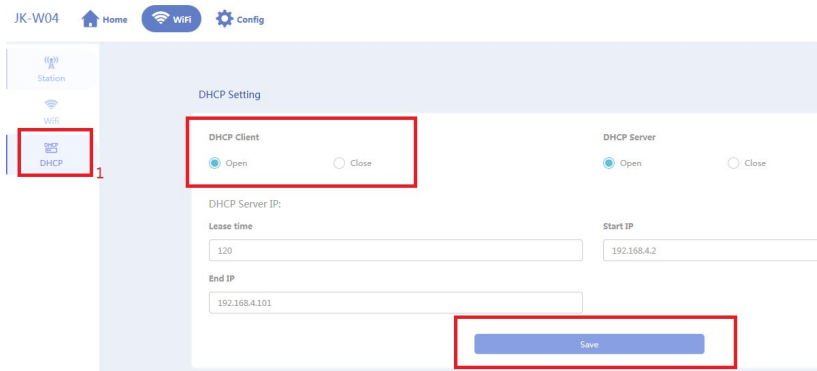 JK-W04 Home WiFi Config
Station
Wifi
DHCP
DHCP
1
DHCP Setting
DHCP Client DHCP Server
Open Close Open Close
DHCP Server IP:
Lease time Start IP
120 192.168.4.2
End IP
192.168.4.101
Save